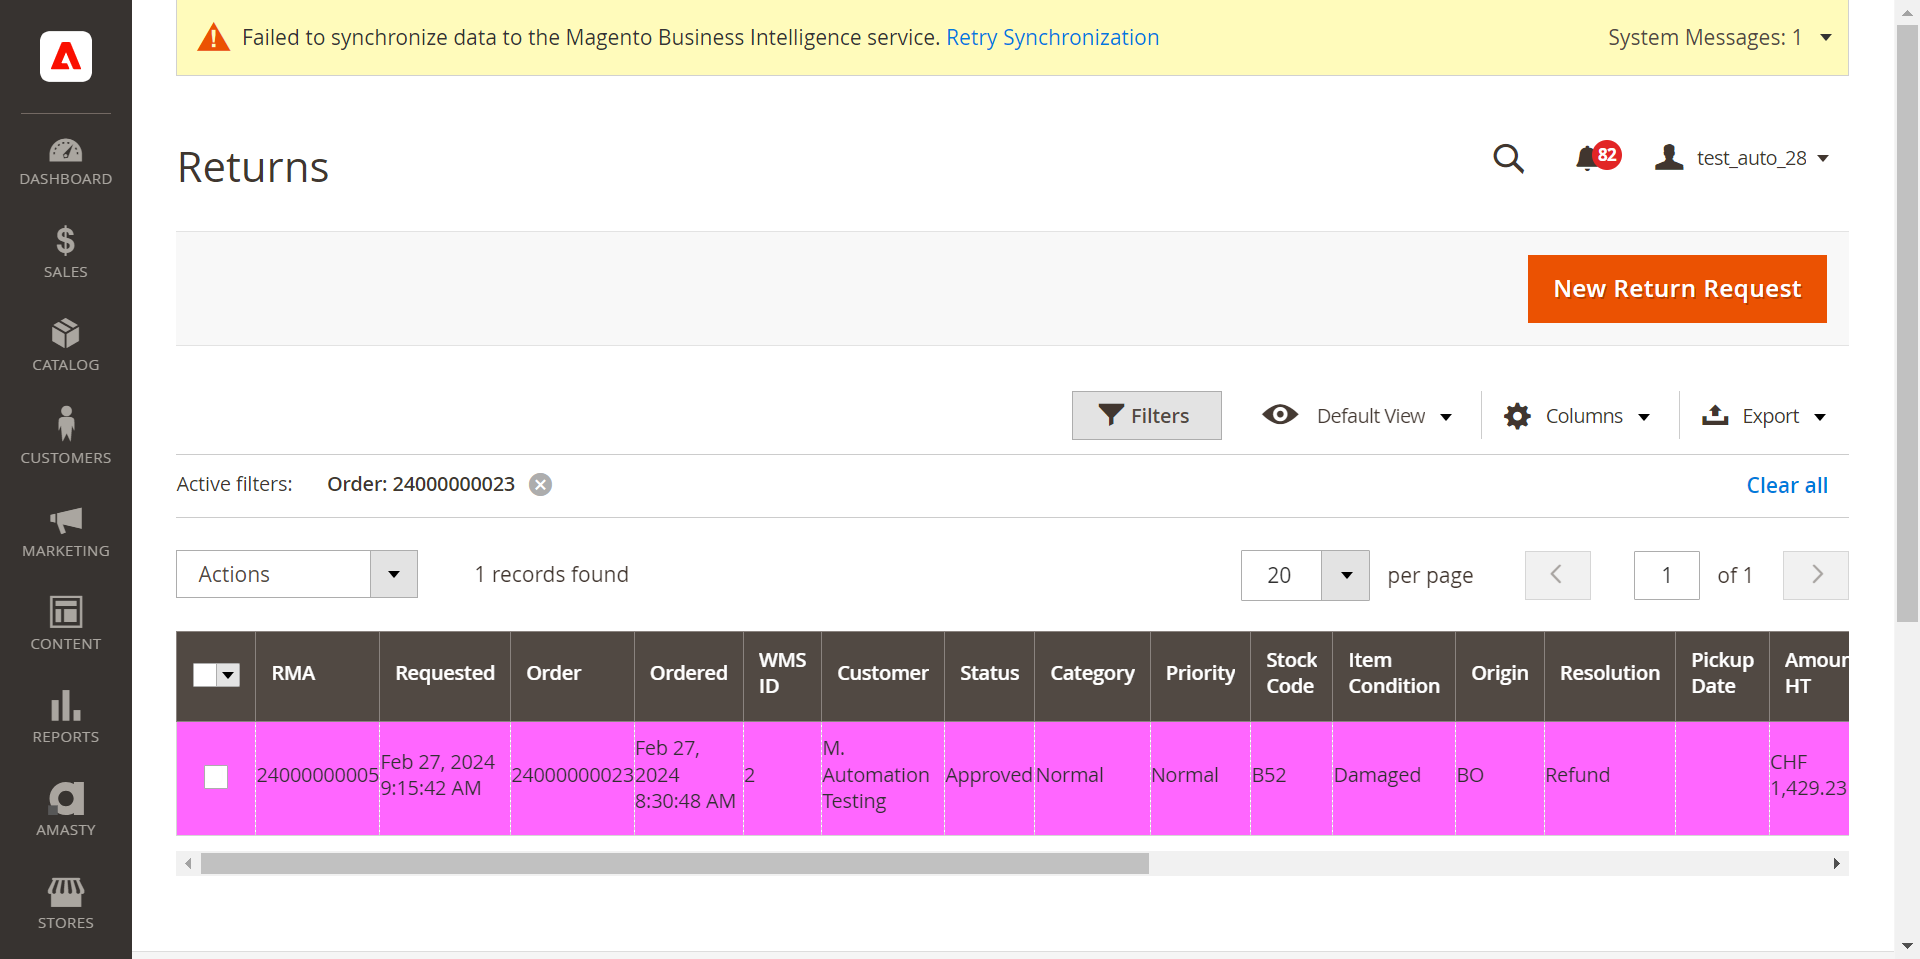 Failed to synchronize data to the Magento Business Intelligence service. Retry Synchronization
System Messages: 1
DASHBOARD
SALES
CATALOG
CUSTOMERS
MARKETING
CONTENT
REPORTS
AMASTY
STORES
Returns
82
test_auto_28
New Return Request
Filters
Default View
Columns
Export
Active filters:
Order: 24000000023
Clear all
Actions
1 records found
20
per page
1
of 1
RMA
Requested
Order
Ordered
WMS
ID
Customer
Status
Category
Priority
Stock
Code
Item
Condition
Origin
Resolution
Pickup
Date
Amour
HT
24000000005
Feb 27, 2024
9:15:42 AM
24000000023
Feb 27,
2024
8:30:48 AM
2
M.
Automation
Testing
Approved
Normal
Normal
B52
Damaged
BO
Refund
CHF
1,429.23